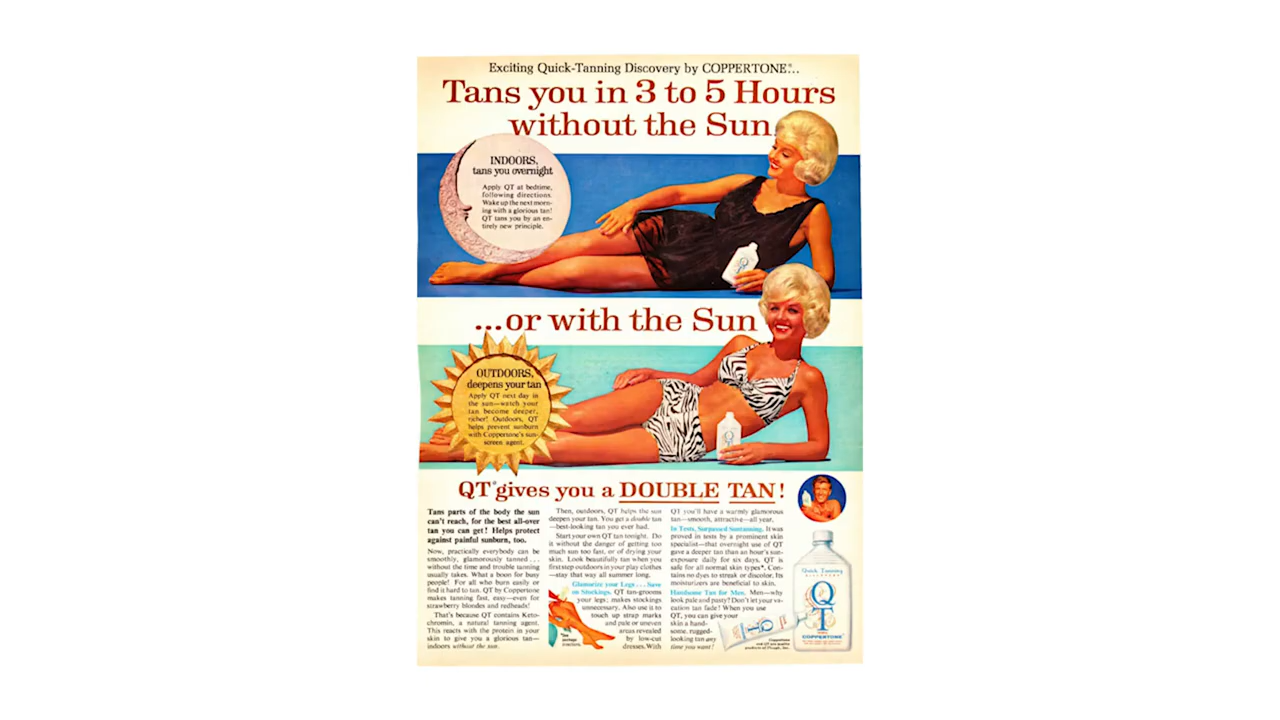 Exciting Quick-Tanning Discovery by COPPERTONE®...
Tans you in 3 to 5 Hours
without the Sun
INDOORS,
tans you overnight
Apply QT at bedtime,
following directions.
Wake up the next morn-
ing with a glorious tan!
QT tans you by an en-
tirely new principle.
...or with the Sun
OUTDOORS,
deepens your tan
Apply QT next day in
the sun—watch your
tan become deeper,
richer! Outdoors, QT
helps prevent sunburn
with Coppertone's sun-
screen agent.
QT® gives you a DOUBLE TAN!
Tans parts of the body the sun
can't reach, for the best all-over
tan you can get! Helps protect
against painful sunburn, too.
Now, practically everybody can be
smoothly, glamorously tanned...
without the time and trouble tanning
usually takes. What a boon for busy
people! For all who burn easily or
find it hard to tan. QT by Coppertone
makes tanning fast, easy—even for
strawberry blondes and redheads!
That's because QT contains Keto-
chromin, a natural tanning agent.
This reacts with the protein in your
skin to give you a glorious tan—
indoors without the sun.
Then, outdoors, QT helps the sun
deepen your tan. You get a double tan
—best-looking tan you ever had.
Start your own QT tan tonight. Do
it without the danger of getting too
much sun too fast, or of drying your
skin. Look beautifully tan when you
first step outdoors in your play clothes
—stay that way all summer long.
Glamorize your Legs... Save
on Stockings. QT tan-grooms
your legs; makes stockings
unnecessary. Also use it to
touch up strap marks
and pale or uneven
areas revealed
by low-cut
dresses. With
QT you'll have a warmly glamorous
tan—smooth, attractive—all year.
In Tests, Surpassed Suntanning. It was
proved in tests by a prominent skin
specialist—that overnight use of QT
gave a deeper tan than an hour's sun-
exposure daily for six days. QT is
safe for all normal skin types*. Con-
tains no dyes to streak or discolor. Its
moisturizers are beneficial to skin.
Handsome Tan for Men. Men—why
look pale and pasty? Don't let your va-
cation tan fade! When you use
QT, you can give your
skin a hand-
some, rugged-
looking tan any
time you want!
*See
package
directions.
Quick Tanning
QT
COPPERTONE
QT